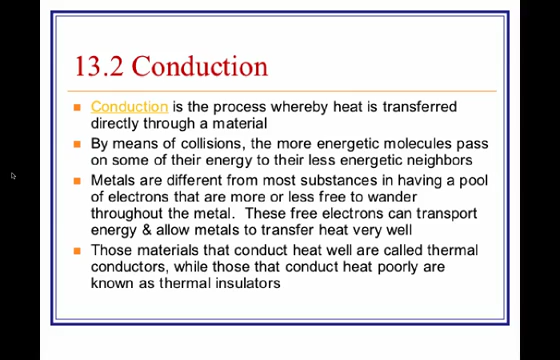 13.2 Conduction
Conduction is the process whereby heat is transferred
directly through a material
By means of collisions, the more energetic molecules pass
on some of their energy to their less energetic neighbors
Metals are different from most substances in having a pool
of electrons that are more or less free to wander
throughout the metal.  These free electrons can transport
energy & allow metals to transfer heat very well
Those materials that conduct heat well are called thermal
conductors, while those that conduct heat poorly are
known as thermal insulators